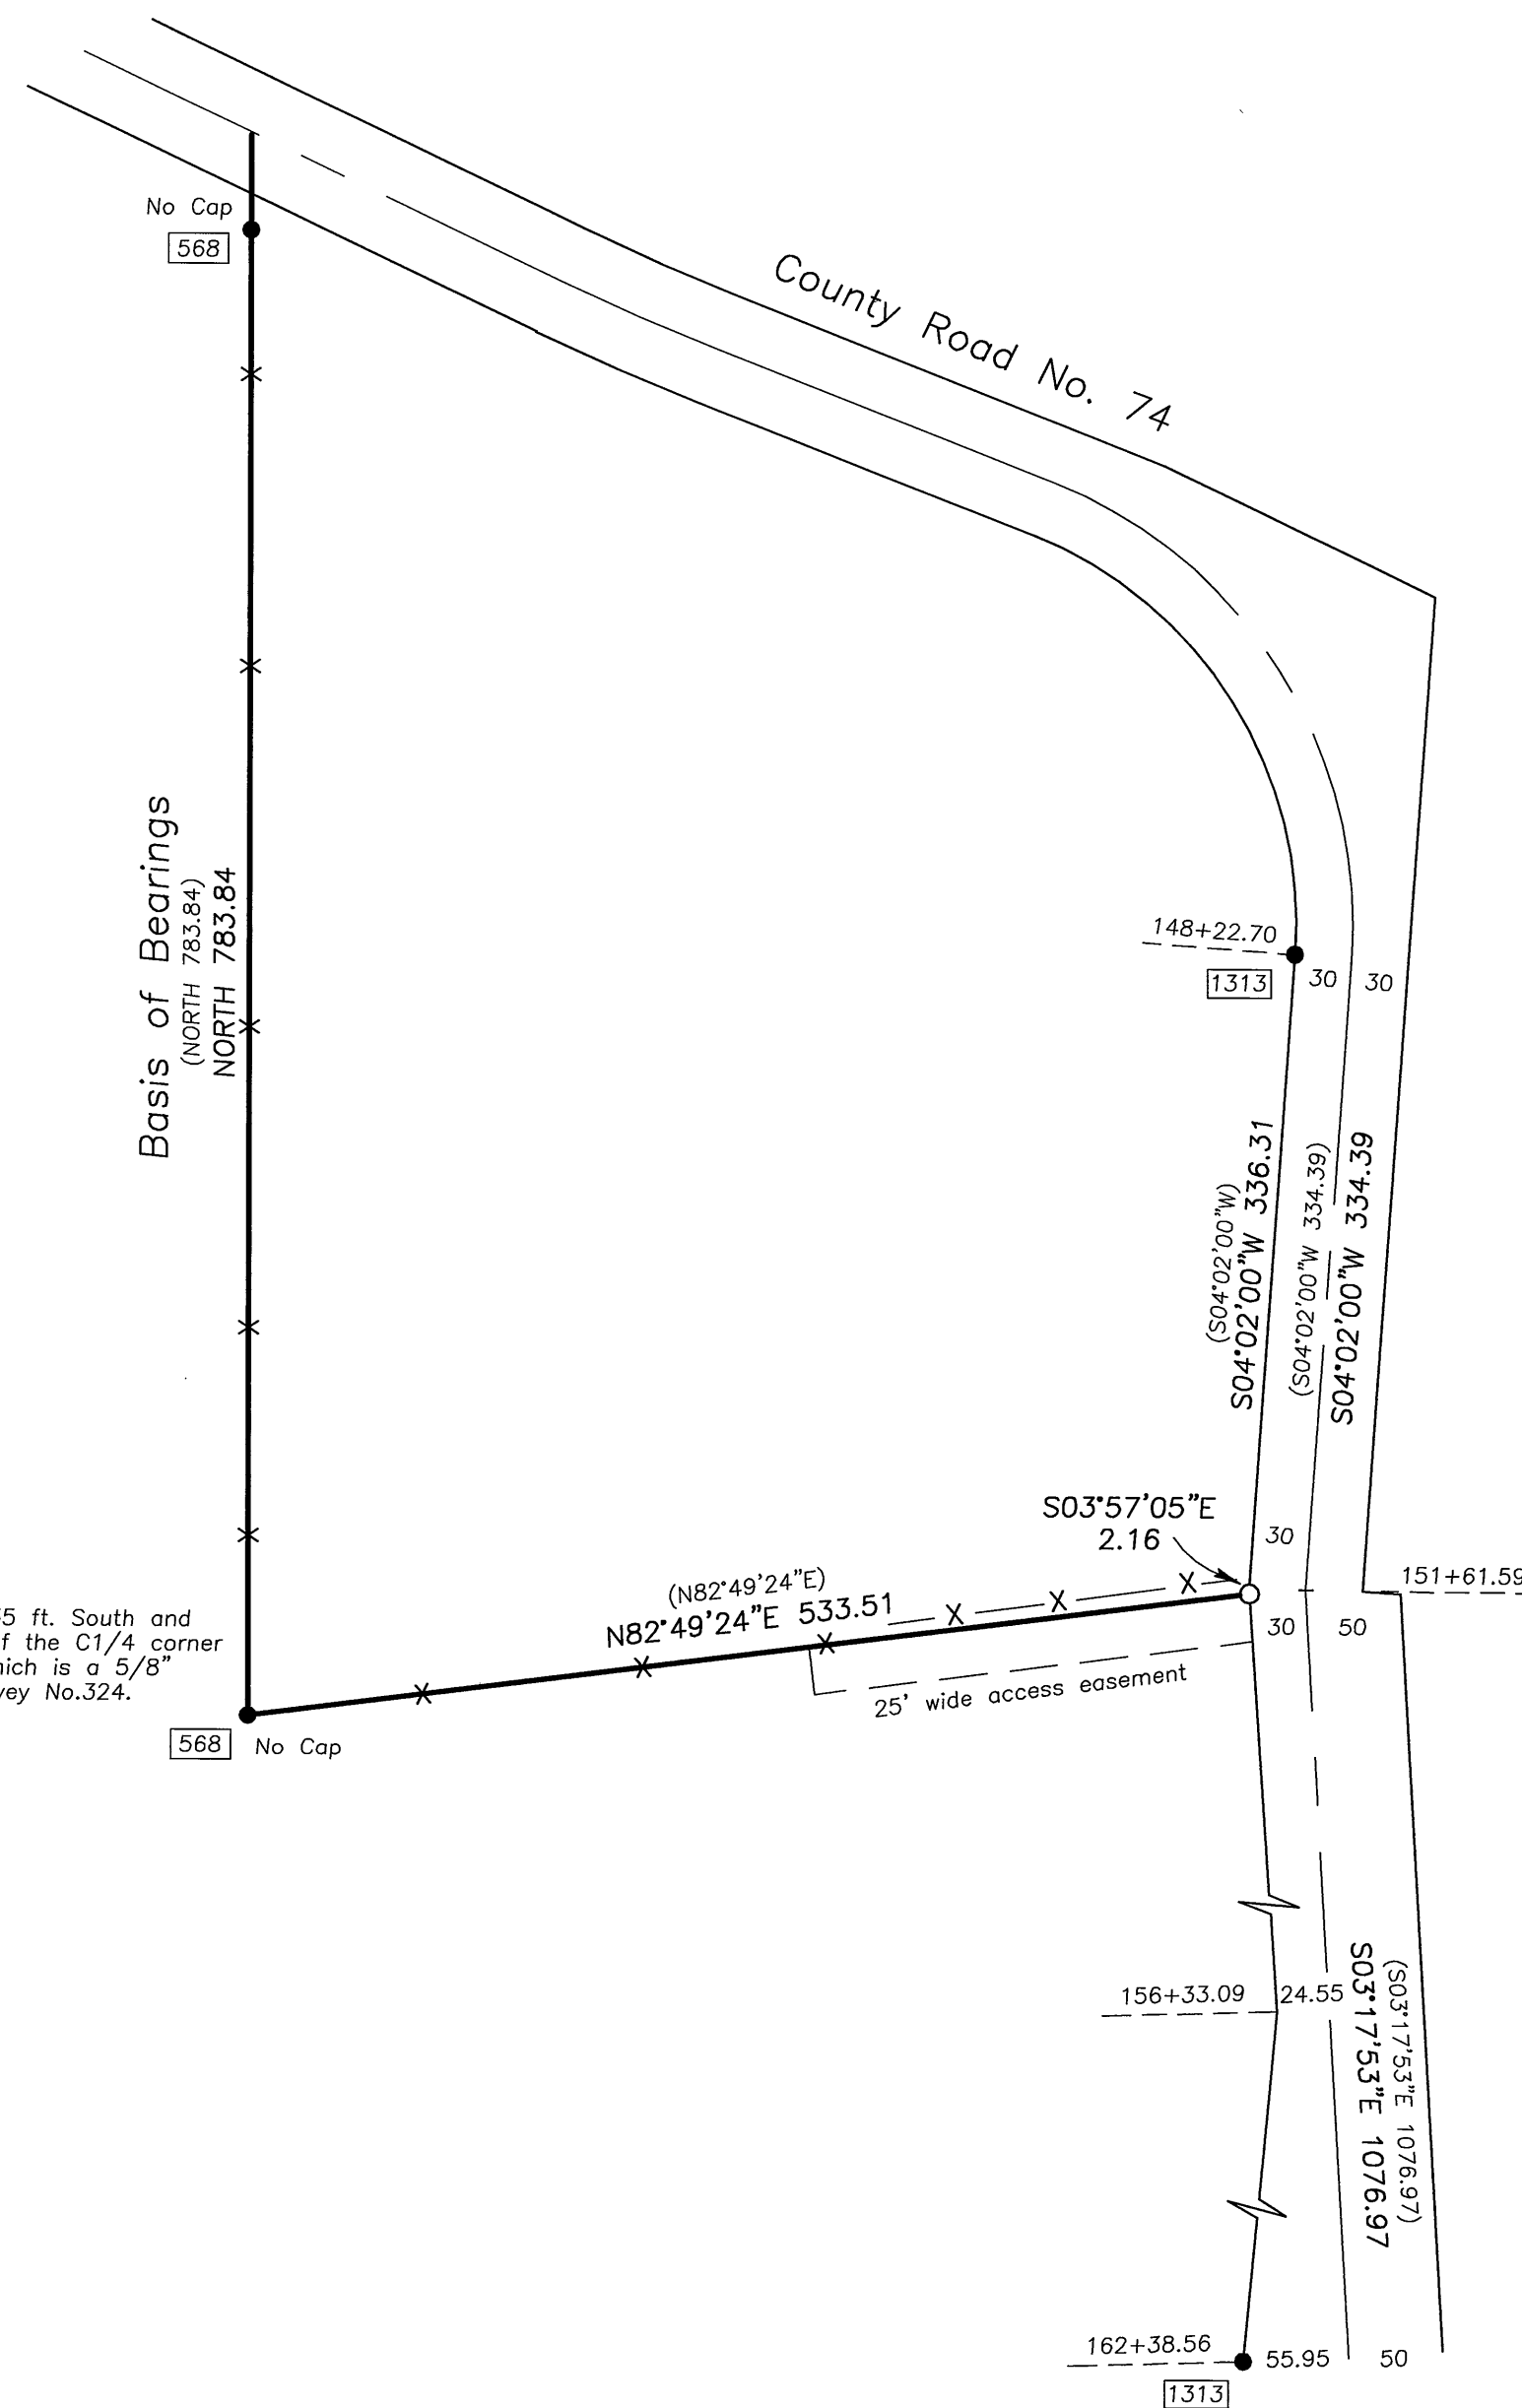 No Cap
568
County Road No. 74
Basis of Bearings
(NORTH 783.84)
NORTH 783.84
148+22.70
1313
30
30
S04°02'00"W 336.31
(S04°02'00"W)
(S04°02'00"W 334.39)
S04°02'00"W 334.39
S03°57'05"E
2.16
30
151+61.59
(N82°49'24"E)
N82°49'24"E 533.51
30
50
25' wide access easement
5 ft. South and
f the C1/4 corner
hich is a 5/8"
vey No.324.
568
No Cap
156+33.09
24.55
(S03°17'53"E 1076.97)
S03°17'53"E 1076.97
162+38.56
55.95
50
1313